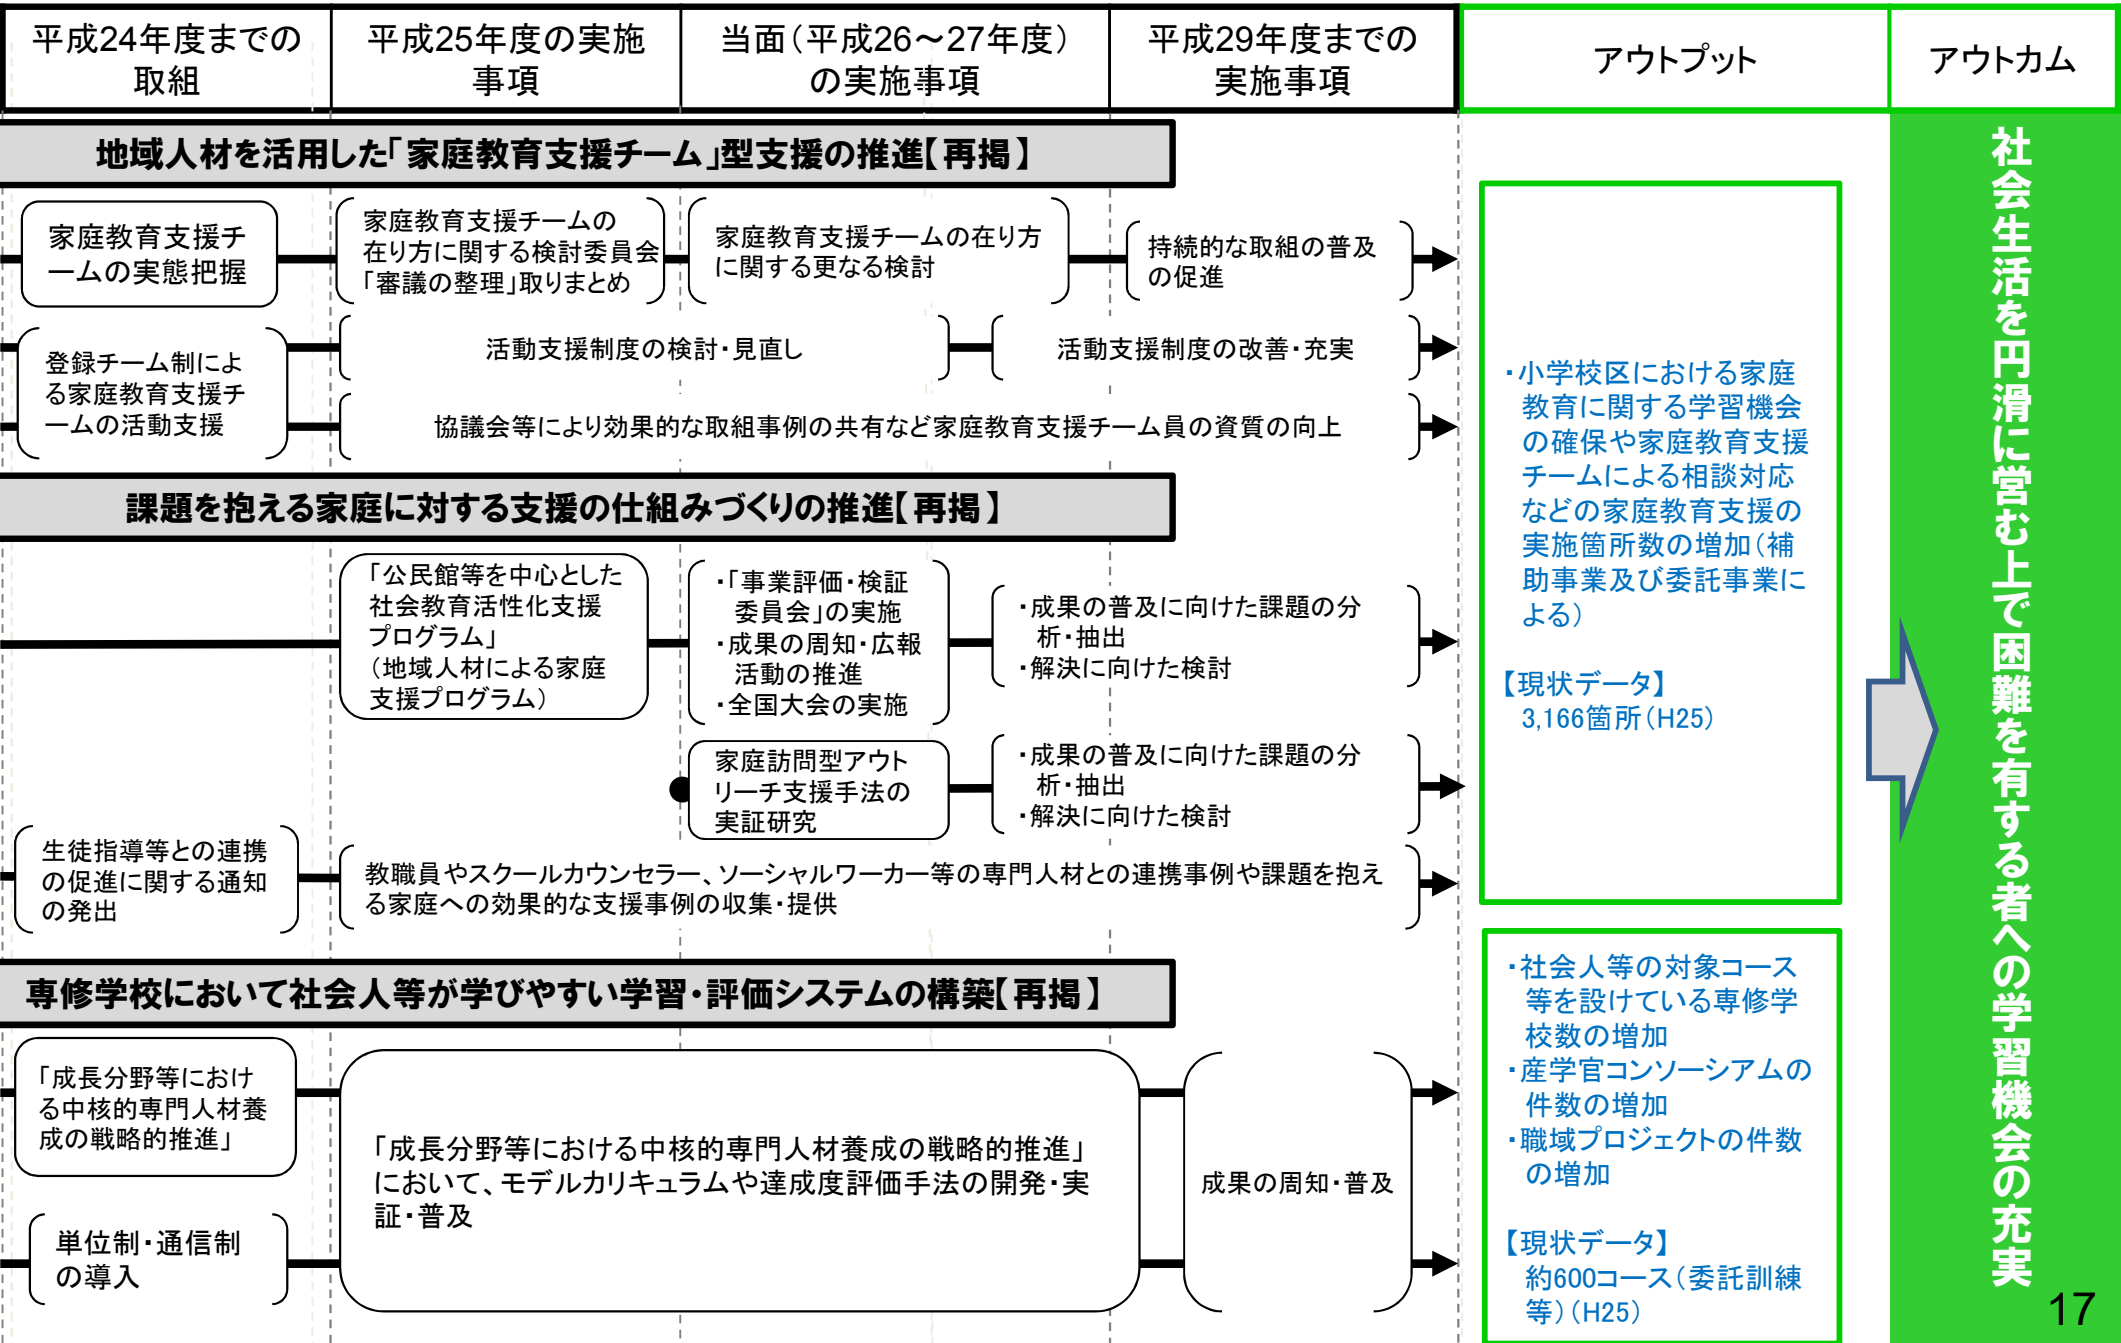 平成24年度までの
取組
平成25年度の実施
事項
当面(平成26～27年度)
の実施事項
平成29年度までの
実施事項
アウトプット
アウトカム
地域人材を活用した「家庭教育支援チーム」型支援の推進【再掲】
家庭教育支援チ
ームの実態把握
家庭教育支援チームの
在り方に関する検討委員会
「審議の整理」取りまとめ
家庭教育支援チームの在り方
に関する更なる検討
持続的な取組の普及
の促進
登録チーム制によ
る家庭教育支援チ
ームの活動支援
活動支援制度の検討・見直し
活動支援制度の改善・充実
協議会等により効果的な取組事例の共有など家庭教育支援チーム員の資質の向上
課題を抱える家庭に対する支援の仕組みづくりの推進【再掲】
「公民館等を中心とした
社会教育活性化支援
プログラム」
（地域人材による家庭
支援プログラム）
・「事業評価・検証
委員会」の実施
・成果の周知・広報
活動の推進
・全国大会の実施
・成果の普及に向けた課題の分
析・抽出
・解決に向けた検討
家庭訪問型アウト
リーチ支援手法の
実証研究
・成果の普及に向けた課題の分
析・抽出
・解決に向けた検討
生徒指導等との連携
の促進に関する通知
の発出
教職員やスクールカウンセラー、ソーシャルワーカー等の専門人材との連携事例や課題を抱え
る家庭への効果的な支援事例の収集・提供
専修学校において社会人等が学びやすい学習・評価システムの構築【再掲】
「成長分野等におけ
る中核的専門人材養
成の戦略的推進」
単位制・通信制
の導入
「成長分野等における中核的専門人材養成の戦略的推進」
において、モデルカリキュラムや達成度評価手法の開発・実
証・普及
成果の周知・普及
・小学校区における家庭
教育に関する学習機会
の確保や家庭教育支援
チームによる相談対応
などの家庭教育支援の
実施箇所数の増加（補
助事業及び委託事業に
よる）
【現状データ】
3,166箇所（H25）
・社会人等の対象コース
等を設けている専修学
校数の増加
・産学官コンソーシアムの
件数の増加
・職域プロジェクトの件数
の増加
【現状データ】
約600コース（委託訓練
等）（H25）
社会生活を円滑に営む上で困難を有する者への学習機会の充実
17